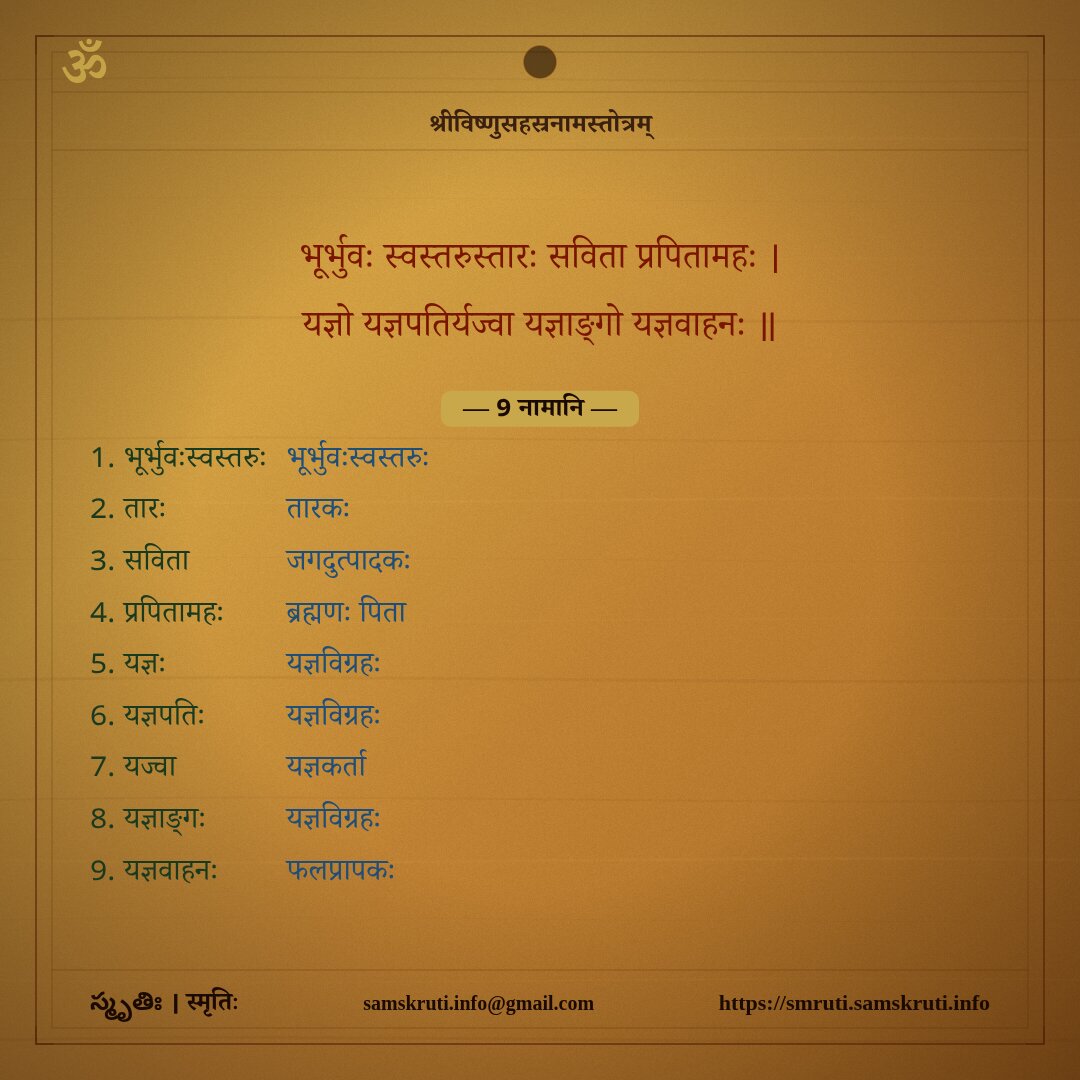 ॐ
श्रीविष्णुसहस्रनामस्तोत्रम्
भूर्भुवः स्वस्तरुस्तारः सविता प्रपितामहः |
यज्ञो यज्ञपतिर्यज्वा यज्ञाङ्गो यज्ञवाहनः ||
— 9 नामानि —
1. भूर्भुवःस्वस्तरुः भूर्भुवःस्वस्तरुः
2. तारः तारकः
3. सविता जगदुत्पादकः
4. प्रपितामहः ब्रह्मणः पिता
5. यज्ञः यज्ञविग्रहः
6. यज्ञपतिः यज्ञविग्रहः
7. यज्वा यज्ञकर्ता
8. यज्ञाङ्गः यज्ञविग्रहः
9. यज्ञवाहनः फलप्रापकः
స్మృతిః | स्मृतिः samskruti.info@gmail.com https://smruti.samskruti.info